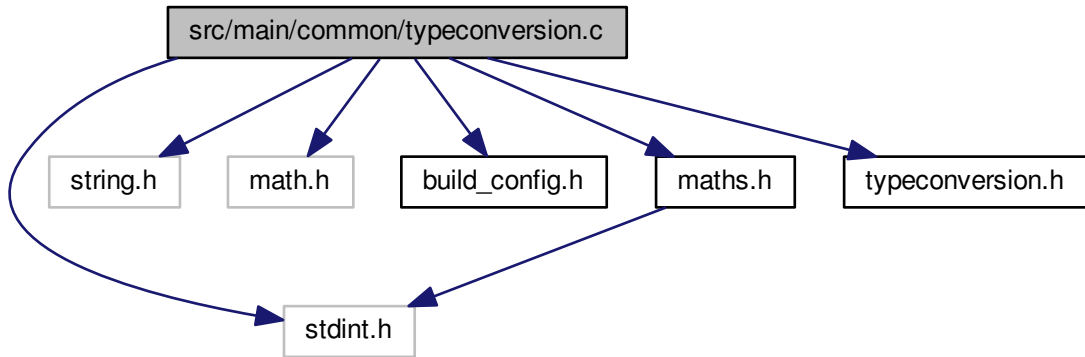 src/main/common/typeconversion.c
string.h
math.h
build_config.h
maths.h
typeconversion.h
stdint.h